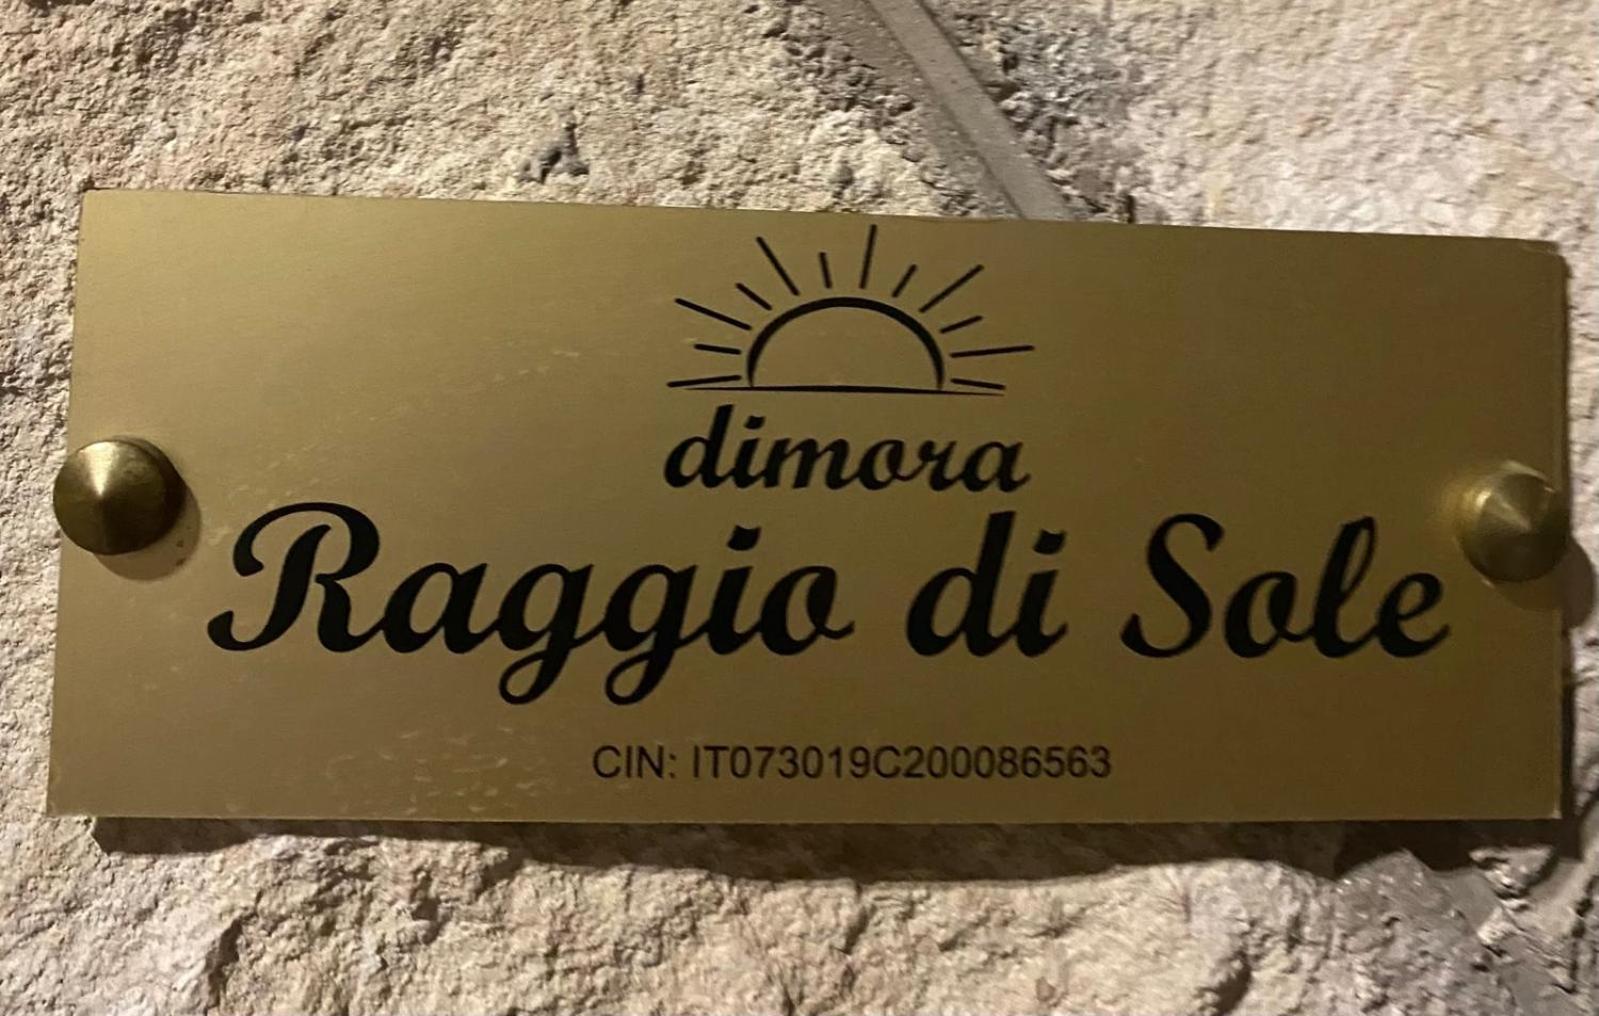 dimora
Raggio di Sole
CIN: IT073019C200086563